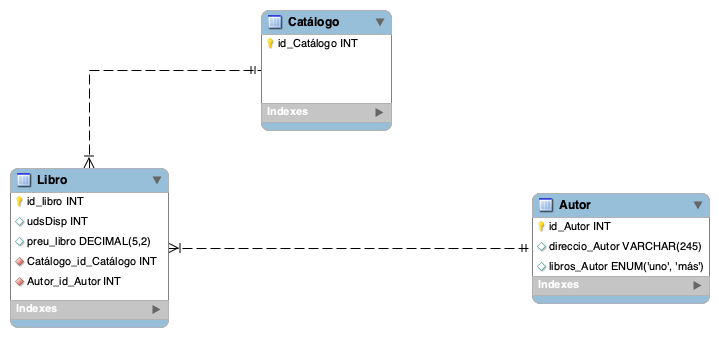 Catálogo
id_Catálogo INT
Indexes
Libro
id_libro INT
udsDisp INT
preu_libro DECIMAL(5,2)
Catálogo_id_Catálogo INT
Autor_id_Autor INT
Indexes
Autor
id_Autor INT
direccio_Autor VARCHAR(245)
libros_Autor ENUM('uno', 'más')
Indexes